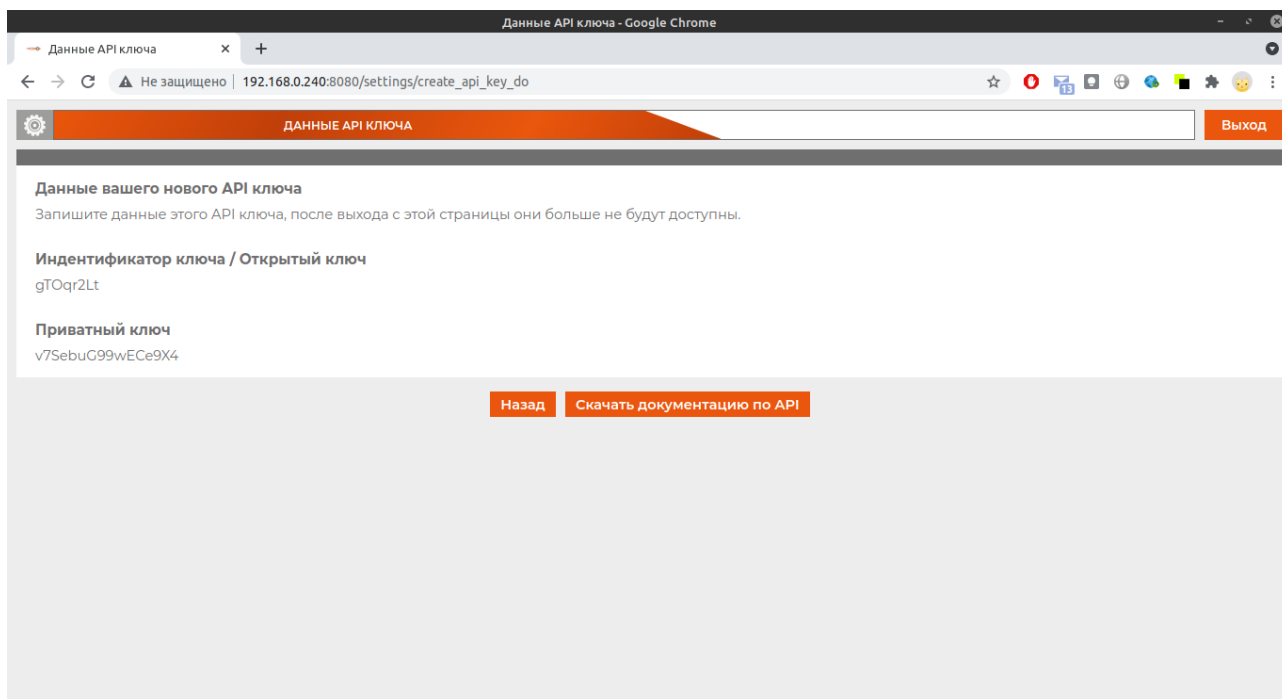 Данные API ключа - Google Chrome
Данные API ключа
Не защищено | 192.168.0.240:8080/settings/create_api_key_do
13
ДАННЫЕ API КЛЮЧА
Выход
Данные вашего нового API ключа
Запишите данные этого API ключа, после выхода с этой страницы они больше не будут доступны.
Индентификатор ключа / Открытый ключ
gTOqr2Lt
Приватный ключ
v7SebuG99wECe9X4
Назад
Скачать документацию по API